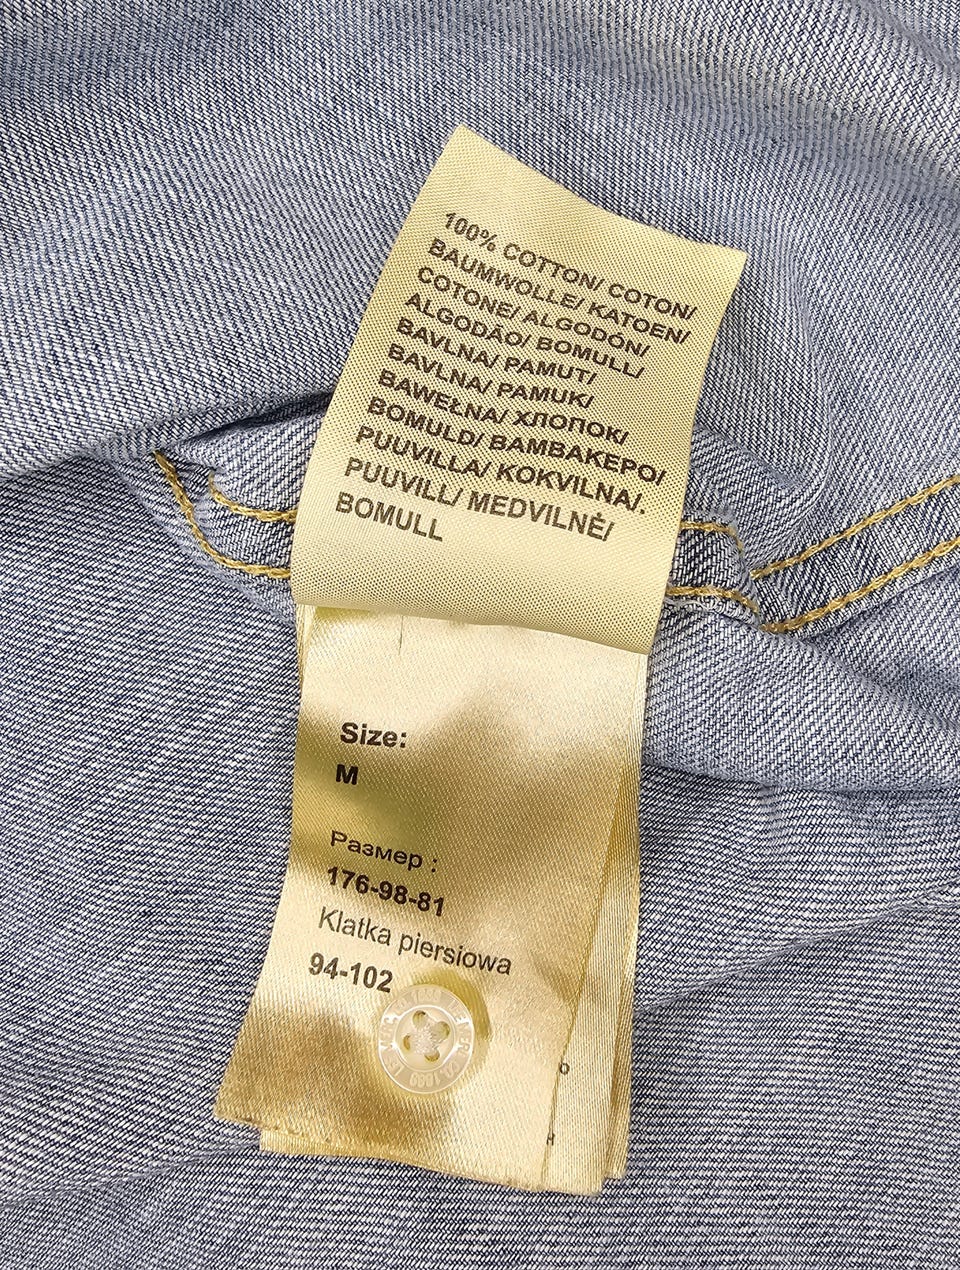 100% COTTON/ COTON/
BAUMWOLLE/ KATOEN/
COTONE/ ALGODÓN/
ALGODÃO/ BOMULL/
BAVLNA/ PAMUT/
BAVLNA/ PAMUK/
BAWEŁNA/ ХЛОПОК/
BOMULD/ BAMBAKEPO/
PUUVILLA/ KOKVILNA/.
PUUVILL/ MEDVILNĖ/
BOMULL
Size:
M
Размер :
176-98-81
Klatka piersiowa
94-102